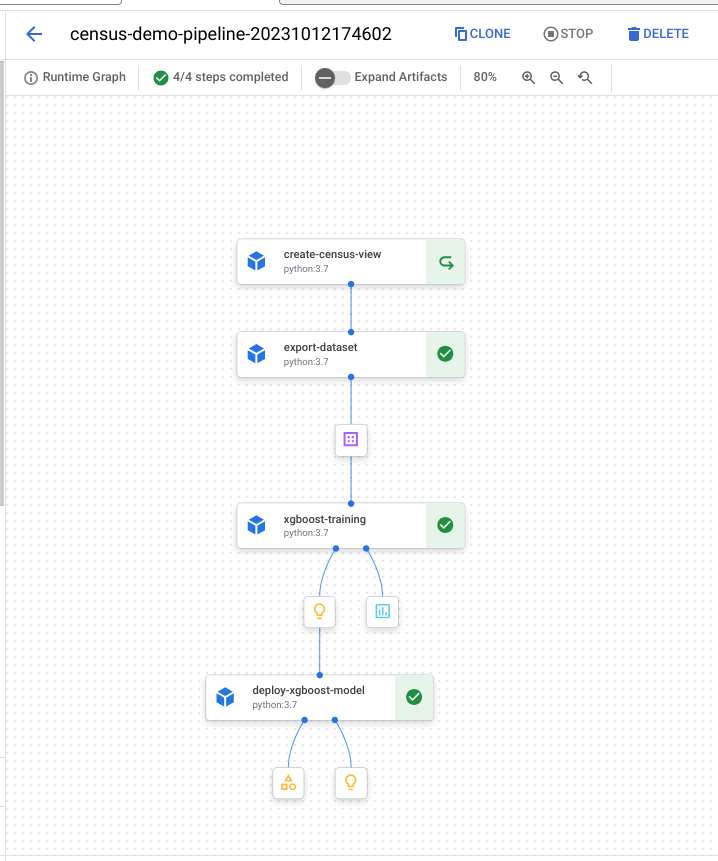 census-demo-pipeline-20231012174602
CLONE
STOP
DELETE
Runtime Graph
4/4 steps completed
Expand Artifacts
80%
create-census-view
python:3.7
export-dataset
python:3.7
xgboost-training
python:3.7
deploy-xgboost-model
python:3.7